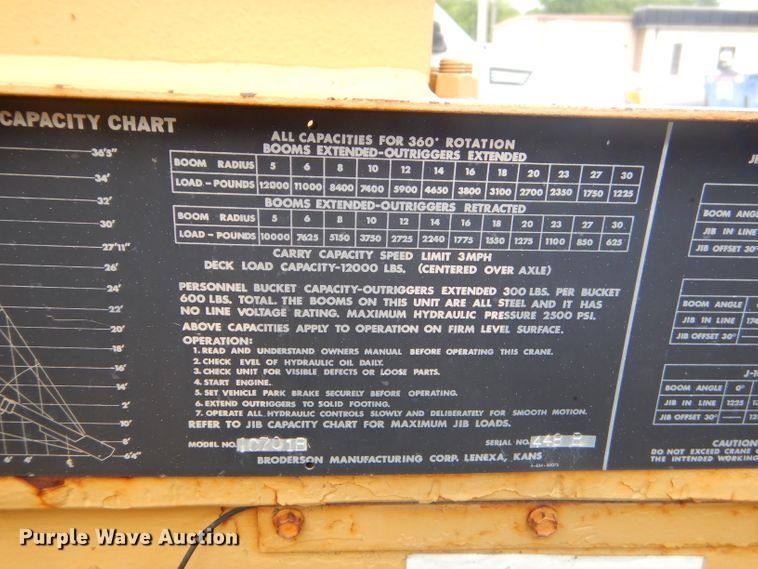 CAPACITY CHART
36'5"
34'
32'
30'
27'11"
26'
24'
22'
20'
18'
16'
14'
12'
10'
8'
6'4"
6' 4'
ALL CAPACITIES FOR 360° ROTATION
BOOMS EXTENDED-OUTRIGGERS EXTENDED
BOOM RADIUS 5 6 8 10 12 14 16 18 20 23 27 30
LOAD-POUNDS 12000 11000 8400 7400 5900 4650 3800 3100 2700 2350 1750 1225
BOOMS EXTENDED-OUTRIGGERS RETRACTED
BOOM RADIUS 5 6 8 10 12 14 16 18 20 23 27 30
LOAD-POUNDS 10000 7625 5150 3750 2725 2240 1775 1550 1275 1100 850 625
CARRY CAPACITY SPEED LIMIT 3MPH
DECK LOAD CAPACITY-12000 LBS. (CENTERED OVER AXLE)
PERSONNEL BUCKET CAPACITY-OUTRIGGERS EXTENDED 300 LBS. PER BUCKET
600 LBS. TOTAL. THE BOOMS ON THIS UNIT ARE ALL STEEL AND IT HAS
NO LINE VOLTAGE RATING. MAXIMUM HYDRAULIC PRESSURE 2500 PSI.
ABOVE CAPACITIES APPLY TO OPERATION ON FIRM LEVEL SURFACE.
OPERATION:
1. READ AND UNDERSTAND OWNERS MANUAL BEFORE OPERATING THIS CRANE.
2. CHECK EVEL OF HYDRAULIC OIL DAILY.
3. CHECK UNIT FOR VISIBLE DEFECTS OR LOOSE PARTS.
4. START ENGINE.
5. SET VEHICLE PARK BRAKE SECURELY BEFORE OPERATING.
6. EXTEND OUTRIGGERS TO SOLID FOOTING.
7. OPERATE ALL HYDRAULIC CONTROLS SLOWLY AND DELIBERATELY FOR SMOOTH MOTION.
REFER TO JIB CAPACITY CHART FOR MAXIMUM JIB LOADS.
MODEL NO. SERIAL NO.
BRODERSON MANUFACTURING CORP. LENEXA, KANS
BOOM ANG
JIB IN LINE
JIB OFFSET 30°
BOOM ANGLE
JIB IN LINE
JIB OFFSET 30°
BOOM ANGLE 0°
JIB IN LINE 1225
JIB OFFSET 30°
CAUTION
DO NOT EXCEED CRANE
THE INTENDED WORKING
Purple Wave Auction